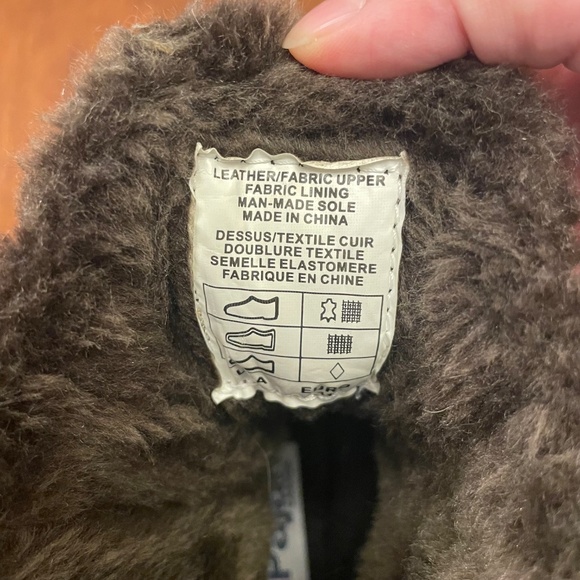 LEATHER/FABRIC UPPER
FABRIC LINING
MAN-MADE SOLE
MADE IN CHINA
DESSUS/TEXTILE CUIR
DOUBLURE TEXTILE
SEMELLE ELASTOMERE
FABRIQUE EN CHINE